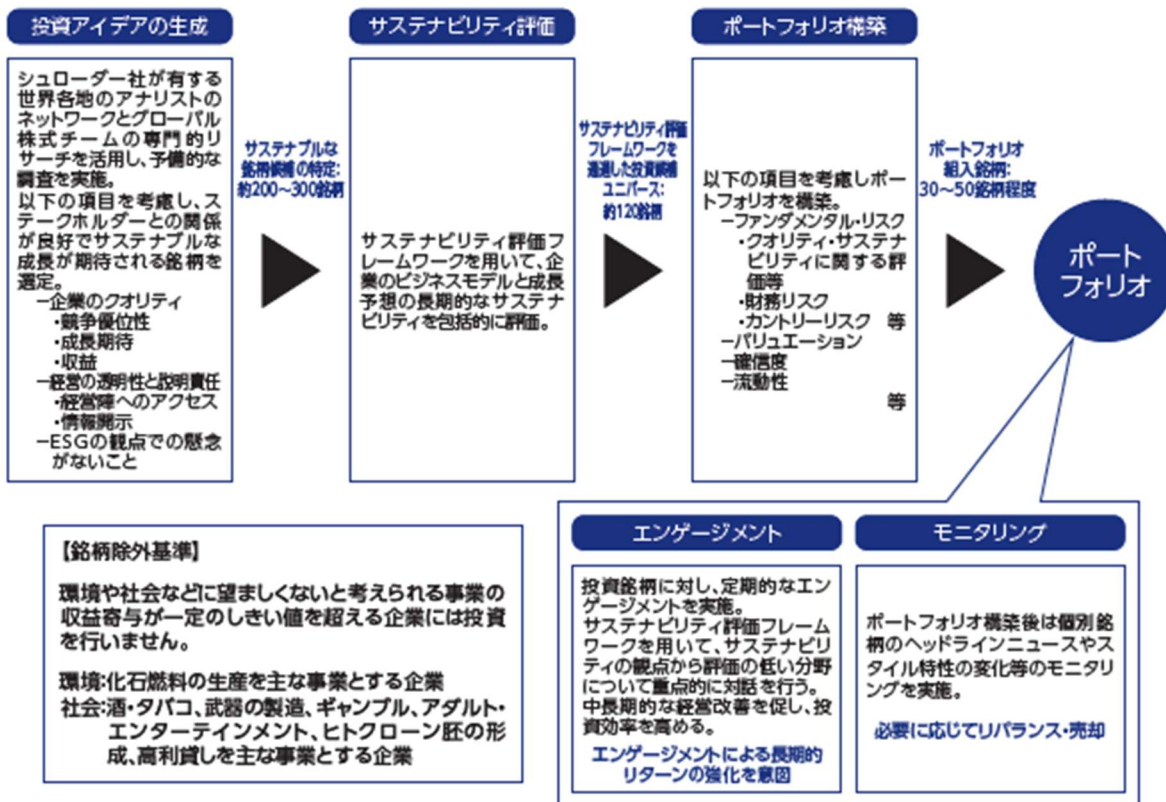 投資アイデアの生成
シュローダー社が有する
世界各地のアナリストの
ネットワークとグローバル
株式チームの専門的リ
サーチを活用し、予備的な
調査を実施。
以下の項目を考慮し、ス
テークホルダーとの関係
が良好でサステナブルな
成長が期待される銘柄を
選定。
－企業のクオリティ
・競争優位性
・成長期待
・収益
－経営の透明性と説明責任
・経営陣へのアクセス
・情報開示
－ESGの観点での懸念
がないこと
サステナブルな
銘柄候補の特定:
約200～300銘柄
サステナビリティ評価
サステナビリティ評価フ
レームワークを用いて、企
業のビジネスモデルと成長
予想の長期的なサステナ
ビリティを包括的に評価。
サステナビリティ評価
フレームワークを
通過した投資候補
ユニバース:
約120銘柄
ポートフォリオ構築
以下の項目を考慮しポー
トフォリオを構築。
－ファンダメンタル・リスク
・クオリティ・サステナ
ビリティに関する評
価等
・財務リスク
・カントリーリスク 等
－バリュエーション
－確信度
－流動性
等
ポートフォリオ
組入銘柄:
30～50銘柄程度
ポート
フォリオ
【銘柄除外基準】
環境や社会などに望ましくないと考えられる事業の
収益寄与が一定のしきい値を超える企業には投資
を行いません。
環境:化石燃料の生産を主な事業とする企業
社会:酒・タバコ、武器の製造、ギャンブル、アダルト・
エンターテインメント、ヒトクローン胚の形
成、高利貸しを主な事業とする企業
エンゲージメント
投資銘柄に対し、定期的なエン
ゲージメントを実施。
サステナビリティ評価フレーム
ワークを用いて、サステナビリ
ティの観点から評価の低い分野
について重点的に対話を行う。
中長期的な経営改善を促し、投
資効率を高める。
エンゲージメントによる長期的
リターンの強化を意図
モニタリング
ポートフォリオ構築後は個別銘
柄のヘッドラインニュースやス
タイル特性の変化等のモニタ
リングを実施。
必要に応じてリバランス・売却